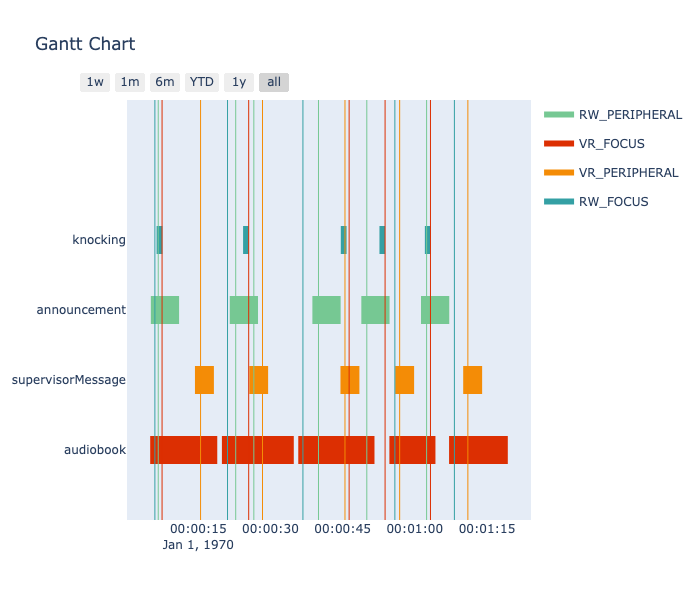 Gantt Chart
1w 1m 6m YTD 1y all
RW_PERIPHERAL
VR_FOCUS
VR_PERIPHERAL
RW_FOCUS
knocking
announcement
supervisorMessage
audiobook
00:00:15 00:00:30 00:00:45 00:01:00 00:01:15
Jan 1, 1970